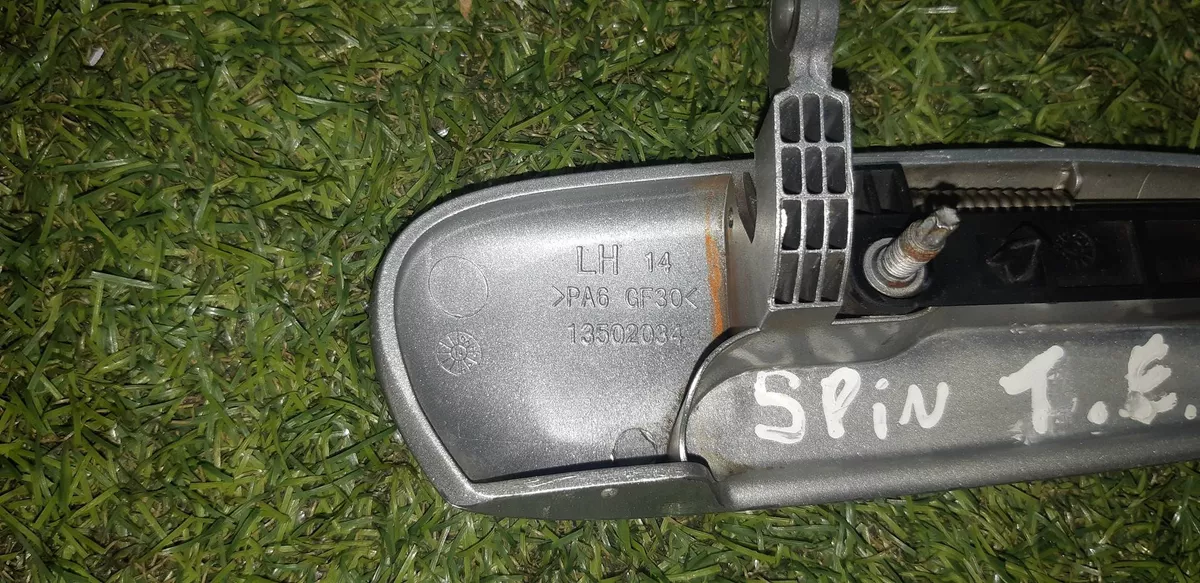 LH 14
>PA6 GF30<
13502034
SPiN T.E.